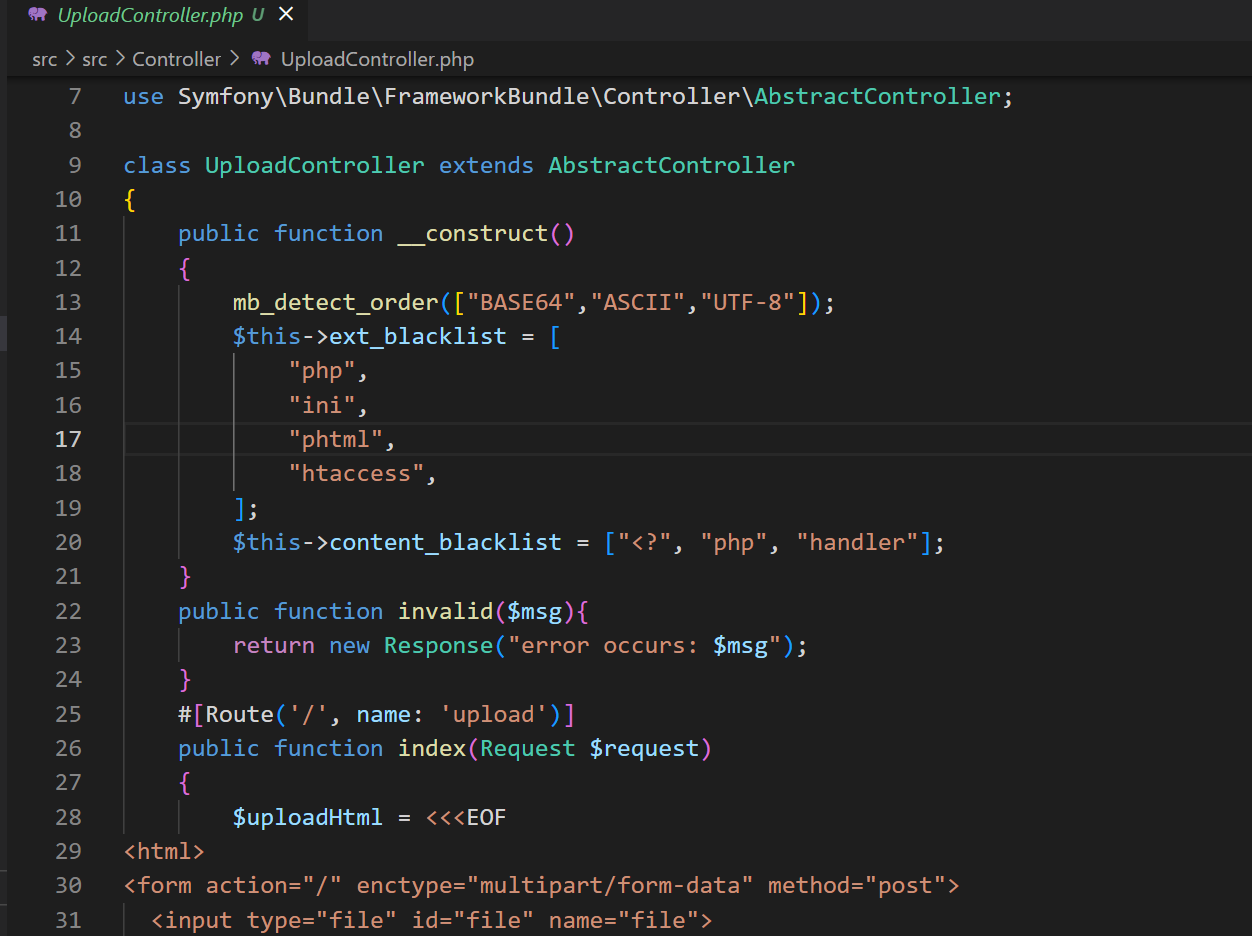 UploadController.php U ×
src > src > Controller > UploadController.php
7 use Symfony\Bundle\FrameworkBundle\Controller\AbstractController;
8
9 class UploadController extends AbstractController
10 {
11     public function __construct()
12     {
13         mb_detect_order(["BASE64","ASCII","UTF-8"]);
14         $this->ext_blacklist = [
15             "php",
16             "ini",
17             "phtml",
18             "htaccess",
19         ];
20         $this->content_blacklist = ["<?", "php", "handler"];
21     }
22     public function invalid($msg){
23         return new Response("error occurs: $msg");
24     }
25     #[Route('/', name: 'upload')]
26     public function index(Request $request)
27     {
28         $uploadHtml = <<<EOF
29 <html>
30 <form action="/" enctype="multipart/form-data" method="post">
31   <input type="file" id="file" name="file">